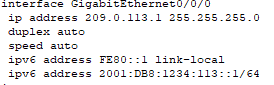 interface GigabitEthernet0/0/0
ip address 209.0.113.1 255.255.255.0
duplex auto
speed auto
ipv6 address FE80::1 link-local
ipv6 address 2001:DB8:1234:113::1/64